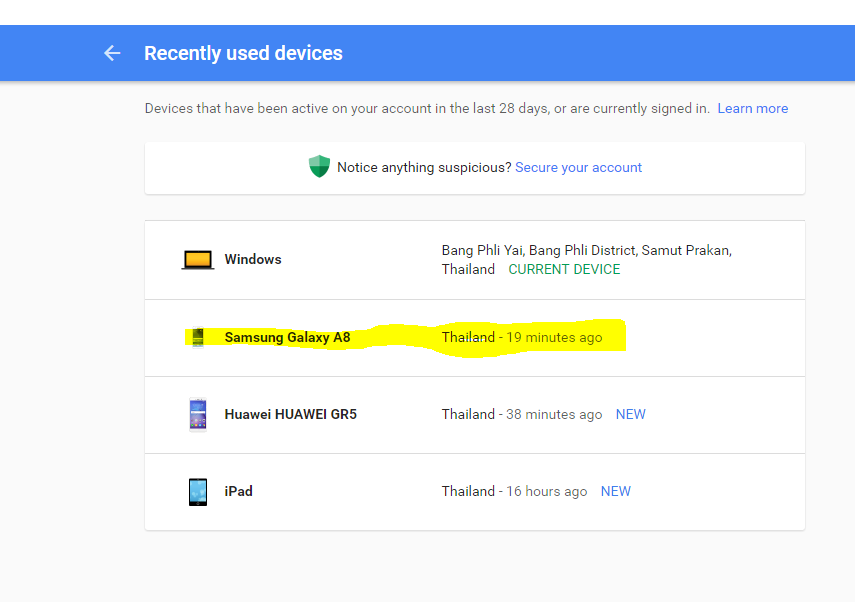 Recently used devices
Devices that have been active on your account in the last 28 days, or are currently signed in. Learn more
Notice anything suspicious? Secure your account
Windows
Bang Phli Yai, Bang Phli District, Samut Prakan,
Thailand CURRENT DEVICE
Samsung Galaxy A8
Thailand - 19 minutes ago
Huawei HUAWEI GR5
Thailand - 38 minutes ago NEW
iPad
Thailand - 16 hours ago NEW